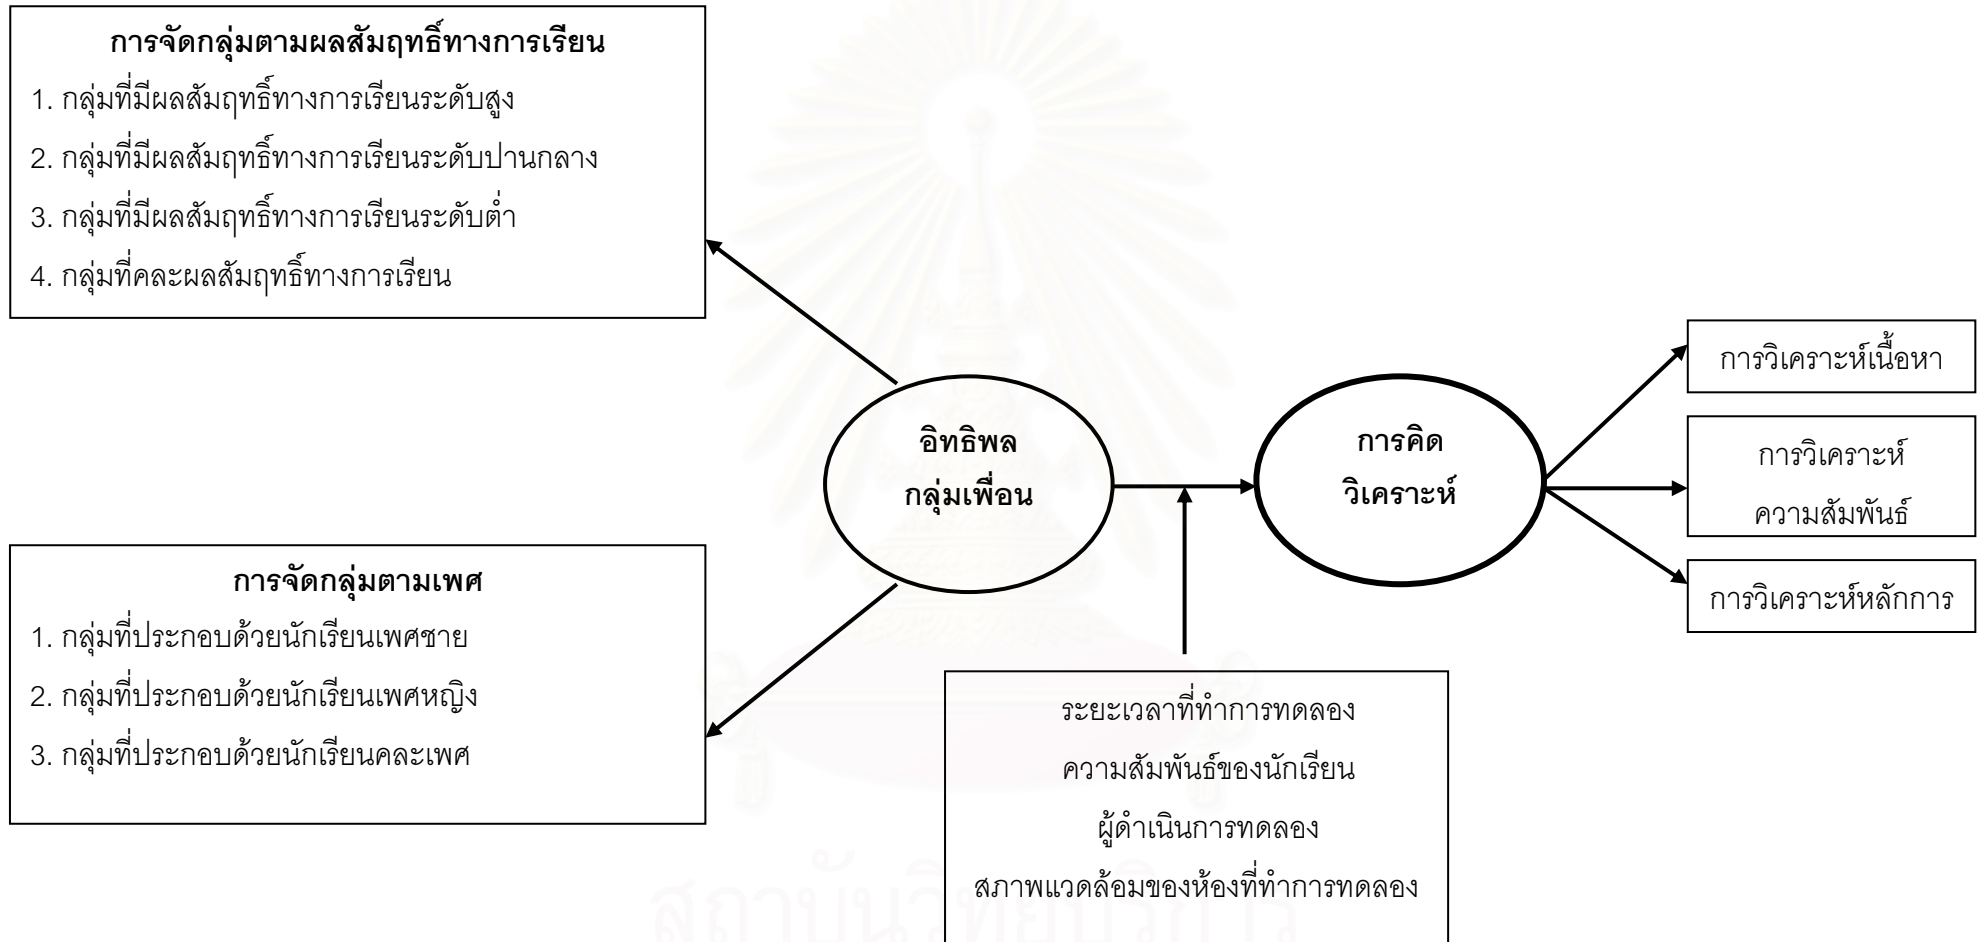 การจัดกลุ่มตามผลสัมฤทธิ์ทางการเรียน
1. กลุ่มที่มีผลสัมฤทธิ์ทางการเรียนระดับสูง
2. กลุ่มที่มีผลสัมฤทธิ์ทางการเรียนระดับปานกลาง
3. กลุ่มที่มีผลสัมฤทธิ์ทางการเรียนระดับต่ำ
4. กลุ่มที่คละผลสัมฤทธิ์ทางการเรียน
อิทธิพล
กลุ่มเพื่อน
การคิด
วิเคราะห์
การวิเคราะห์เนื้อหา
การวิเคราะห์
ความสัมพันธ์
การวิเคราะห์หลักการ
การจัดกลุ่มตามเพศ
1. กลุ่มที่ประกอบด้วยนักเรียนเพศชาย
2. กลุ่มที่ประกอบด้วยนักเรียนเพศหญิง
3. กลุ่มที่ประกอบด้วยนักเรียนคละเพศ
ระยะเวลาที่ทำการทดลอง
ความสัมพันธ์ของนักเรียน
ผู้ดำเนินการทดลอง
สภาพแวดล้อมของห้องที่ทำการทดลอง
สถาบันวิทยบริการ